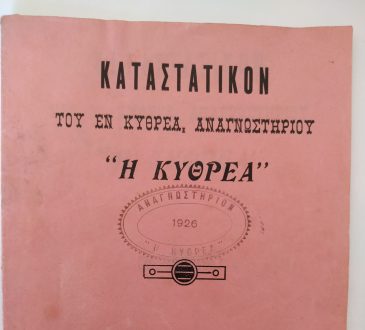 ΚΑΤΑΣΤΑΤΙΚΟΝ
ΤΟΥ ΕΝ ΚΥΘΡΕΑ, ΑΝΑΓΝΩΣΤΗΡΙΟΥ
“Η ΚΥΘΡΕΑ”
ΑΝΑΓΝΩΣΤΗΡΙΟΝ
1926
"Η ΚΥΘΡΕΑ"